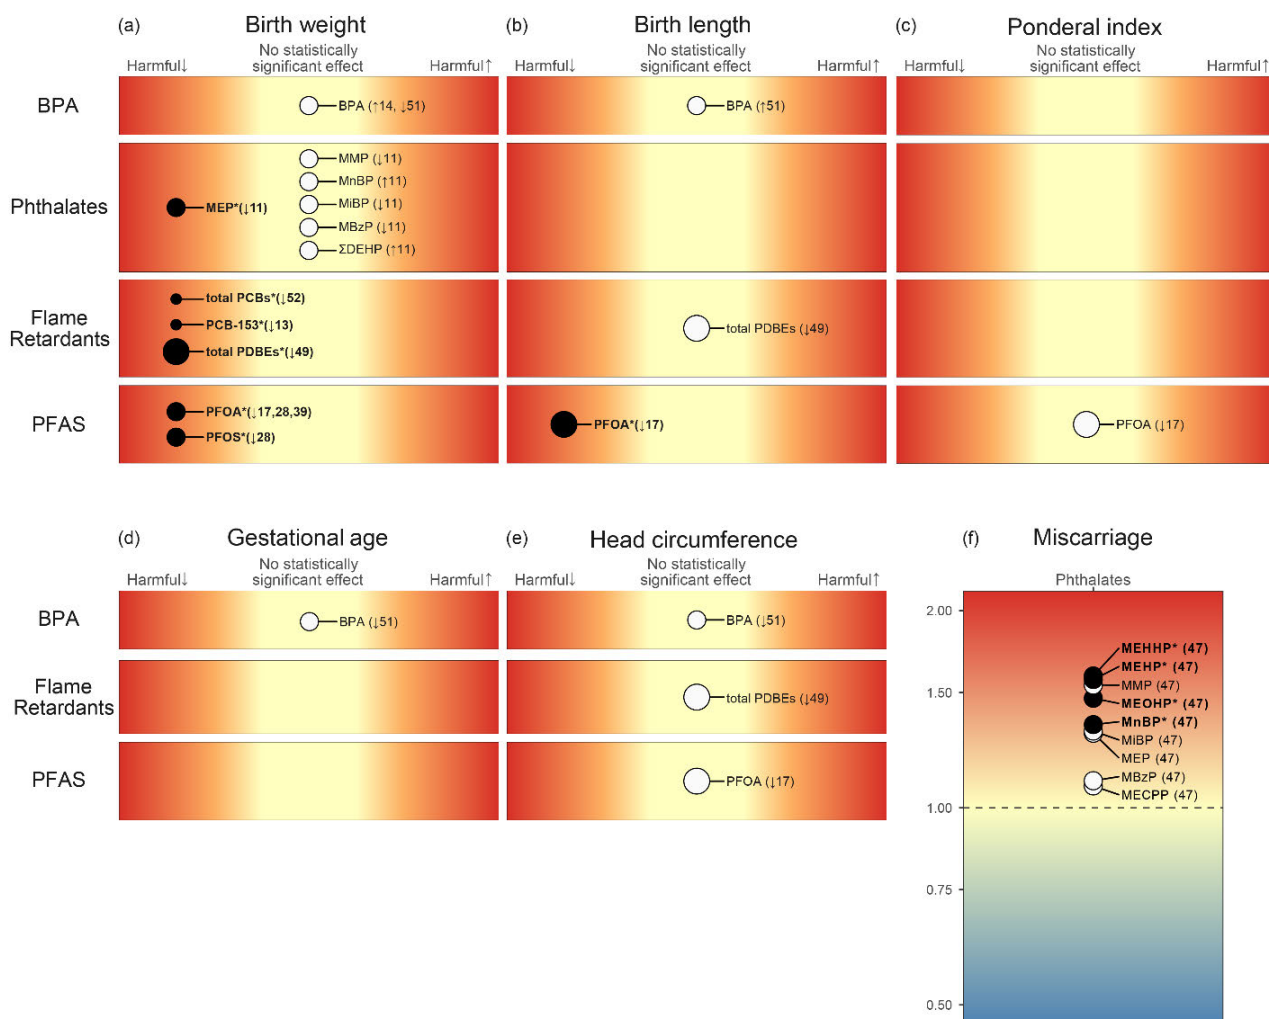 (a) Birth weight
(b) Birth length
(c) Ponderal index
Harmful↓ No statistically significant effect Harmful↑
Harmful↓ No statistically significant effect Harmful↑
Harmful↓ No statistically significant effect Harmful↑
BPA
BPA (↑14, ↓51)
BPA (↑51)
Phthalates
MMP (↓11)
MnBP (↑11)
MEP*(↓11)
MiBP (↓11)
MBzP (↓11)
ΣDEHP (↑11)
Flame
Retardants
total PCBs*(↓52)
PCB-153*(↓13)
total PDBEs*(↓49)
total PDBEs (↓49)
PFAS
PFOA*(↓17,28,39)
PFOS*(↓28)
PFOA*(↓17)
PFOA (↓17)
(d) Gestational age
(e) Head circumference
(f) Miscarriage
Harmful↓ No statistically significant effect Harmful↑
Harmful↓ No statistically significant effect Harmful↑
Phthalates
BPA
BPA (↓51)
BPA (↓51)
Flame
Retardants
total PDBEs (↓49)
PFAS
PFOA (↓17)
2.00
MEHHP* (47)
MEHP* (47)
MMP (47)
1.50
MEOHP* (47)
MnBP* (47)
MiBP (47)
MEP (47)
MBzP (47)
MECPP (47)
1.00
0.75
0.50